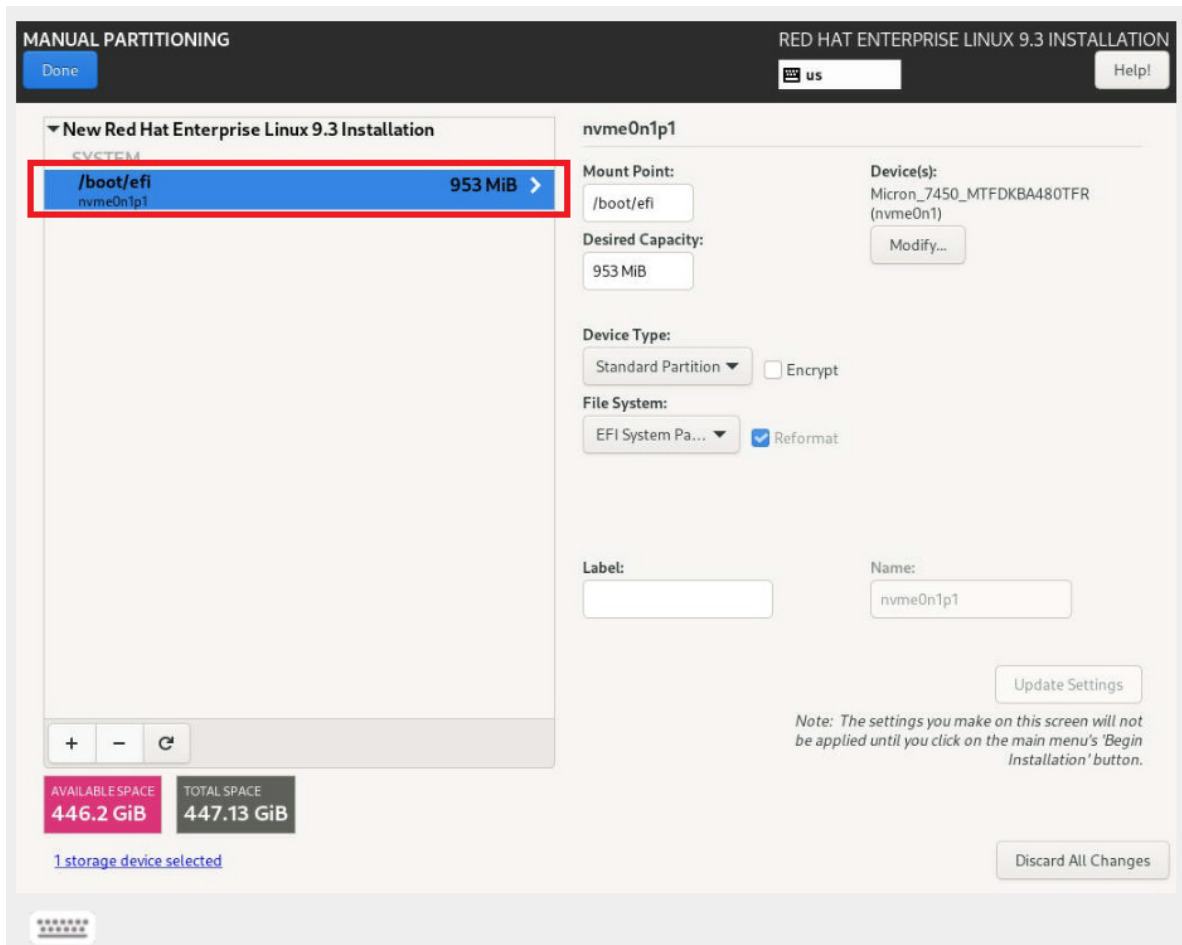 MANUAL PARTITIONING
RED HAT ENTERPRISE LINUX 9.3 INSTALLATION
Done
us
Help!
New Red Hat Enterprise Linux 9.3 Installation
SYSTEM
/boot/efi
953 MiB
nvme0n1p1
nvme0n1p1
Mount Point:
/boot/efi
Desired Capacity:
953 MiB
Device(s):
Micron_7450_MTFDKBA480TFR
(nvme0n1)
Modify...
Device Type:
Standard Partition
Encrypt
File System:
EFI System Pa...
Reformat
Label:
Name:
nvme0n1p1
Update Settings
Note: The settings you make on this screen will not
be applied until you click on the main menu's 'Begin
Installation' button.
+ −
AVAILABLE SPACE
446.2 GiB
TOTAL SPACE
447.13 GiB
1 storage device selected
Discard All Changes